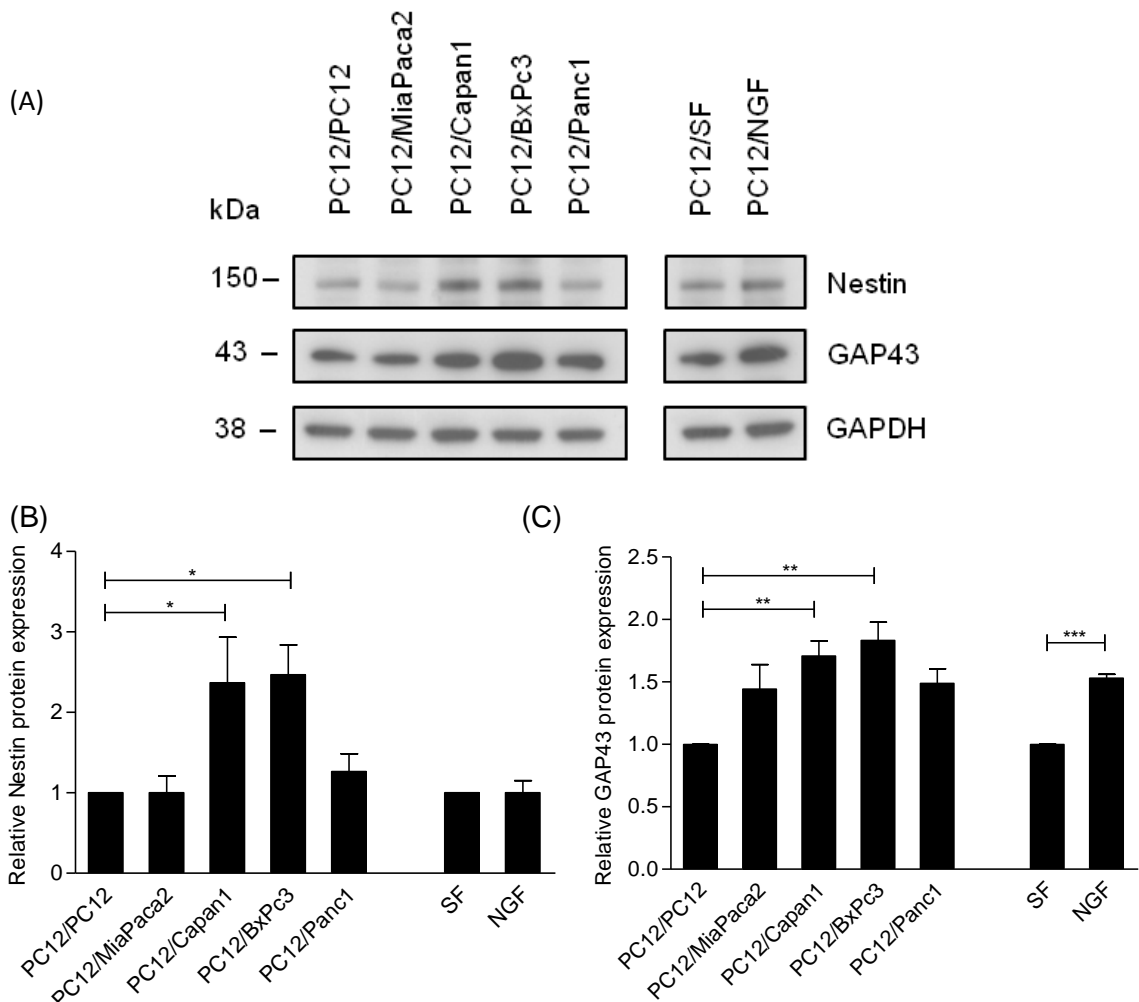 (A)
PC12/PC12
PC12/MiaPaca2
PC12/Capan1
PC12/BxPc3
PC12/Panc1
PC12/SF
PC12/NGF
kDa
150 –
Nestin
43 –
GAP43
38 –
GAPDH
(B)
Relative Nestin protein expression
4
3
2
1
0
*
*
PC12/PC12
PC12/MiaPaca2
PC12/Capan1
PC12/BxPc3
PC12/Panc1
SF
NGF
(C)
Relative GAP43 protein expression
2.5
2.0
1.5
1.0
0.5
0.0
**
**
***
PC12/PC12
PC12/MiaPaca2
PC12/Capan1
PC12/BxPc3
PC12/Panc1
SF
NGF